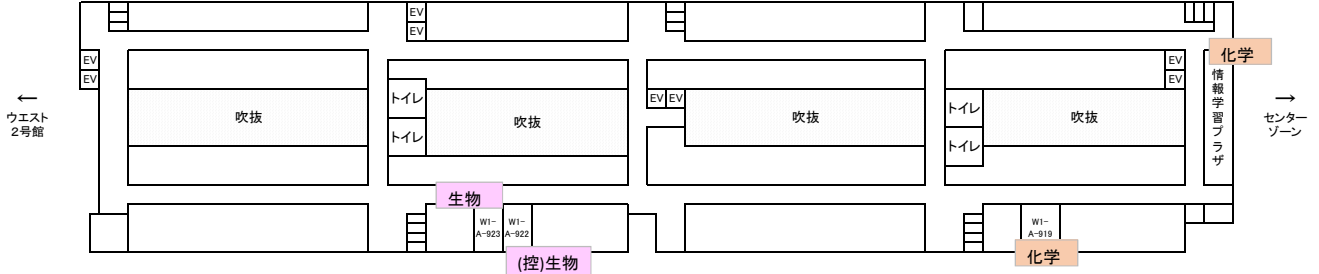 EV
EV
EV
EV
化学
EV
EV
トイレ
トイレ
EV EV
トイレ
トイレ
吹抜
吹抜
吹抜
吹抜
情報学習プラザ
←
ウエスト
2号館
→
センター
ゾーン
生物
W1-
A-923
W1-
A-922
(控)生物
W1-
A-919
化学